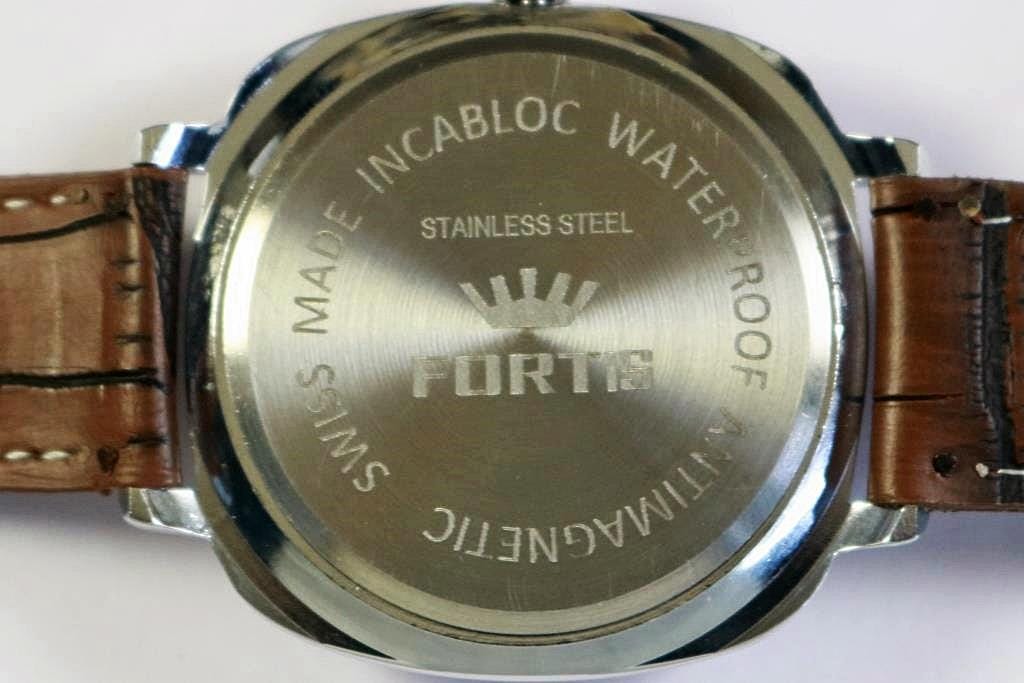 SWISS MADE INCABLOC WATERPROOF ANTIMAGNETIC
STAINLESS STEEL
FORTIS